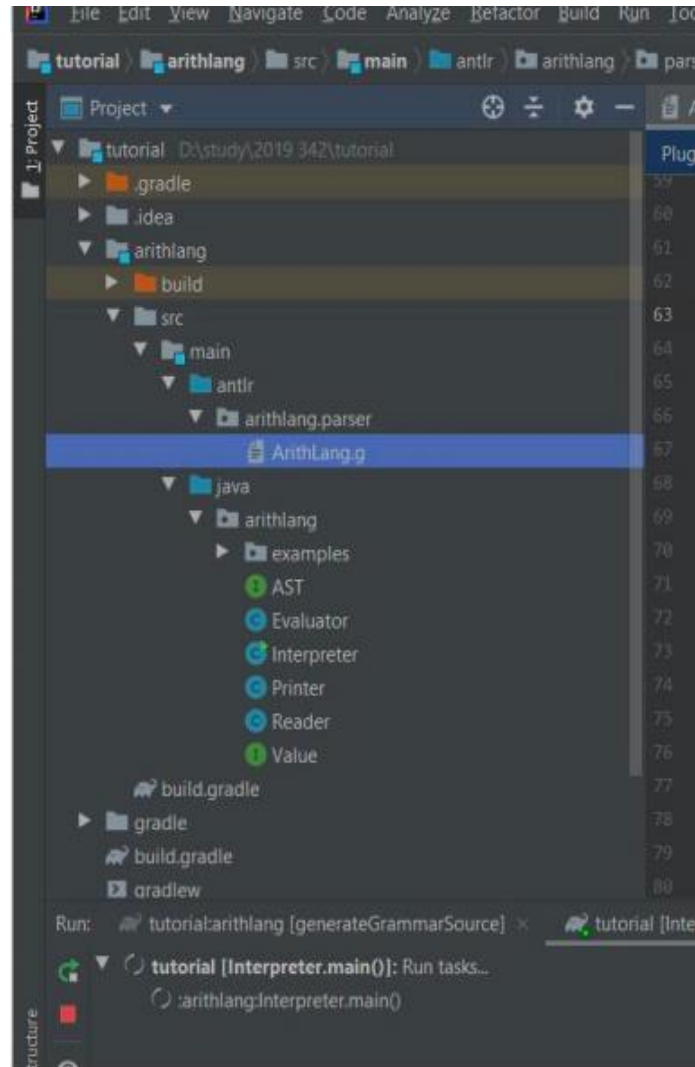 File Edit View Navigate Code Analyze Refactor Build Run
tutorial arithlang src main antlr arithlang
1: Project
Project
tutorial D:\study\2019 342\tutorial
.gradle
.idea
arithlang
build
src
main
antlr
arithlang.parser
ArithLang.g
java
arithlang
examples
AST
Evaluator
Interpreter
Printer
Reader
Value
build.gradle
gradle
build.gradle
gradlew
Plug
59
60
61
62
63
64
65
66
67
68
69
70
71
72
73
74
75
76
77
78
79
80
Run: tutorial:arithlang [generateGrammarSource] × tutorial [Inte
tutorial [Interpreter.main()]: Run tasks...
:arithlang:Interpreter.main()